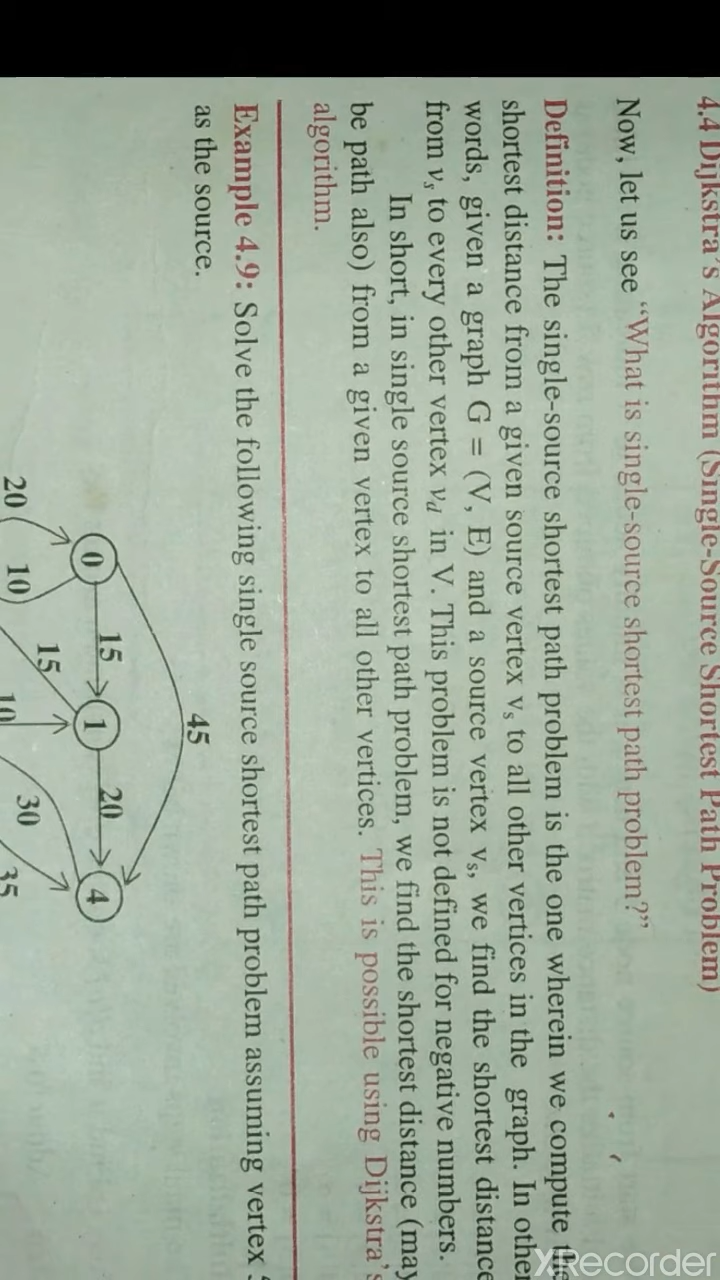 4.4 Dijkstra's Algorithm (Single-Source Shortest Path Problem)
Now, let us see “What is single-source shortest path problem?”
Definition: The single-source shortest path problem is the one wherein we compute the
shortest distance from a given source vertex vs to all other vertices in the graph. In other
words, given a graph G = (V, E) and a source vertex vs, we find the shortest distance
from vs to every other vertex vd in V. This problem is not defined for negative numbers.
In short, in single source shortest path problem, we find the shortest distance (may
be path also) from a given vertex to all other vertices. This is possible using Dijkstra's
algorithm.
Example 4.9: Solve the following single source shortest path problem assuming vertex
as the source.
45
0 15 1 20 4
20 10 15 10 30 35
XRecorder